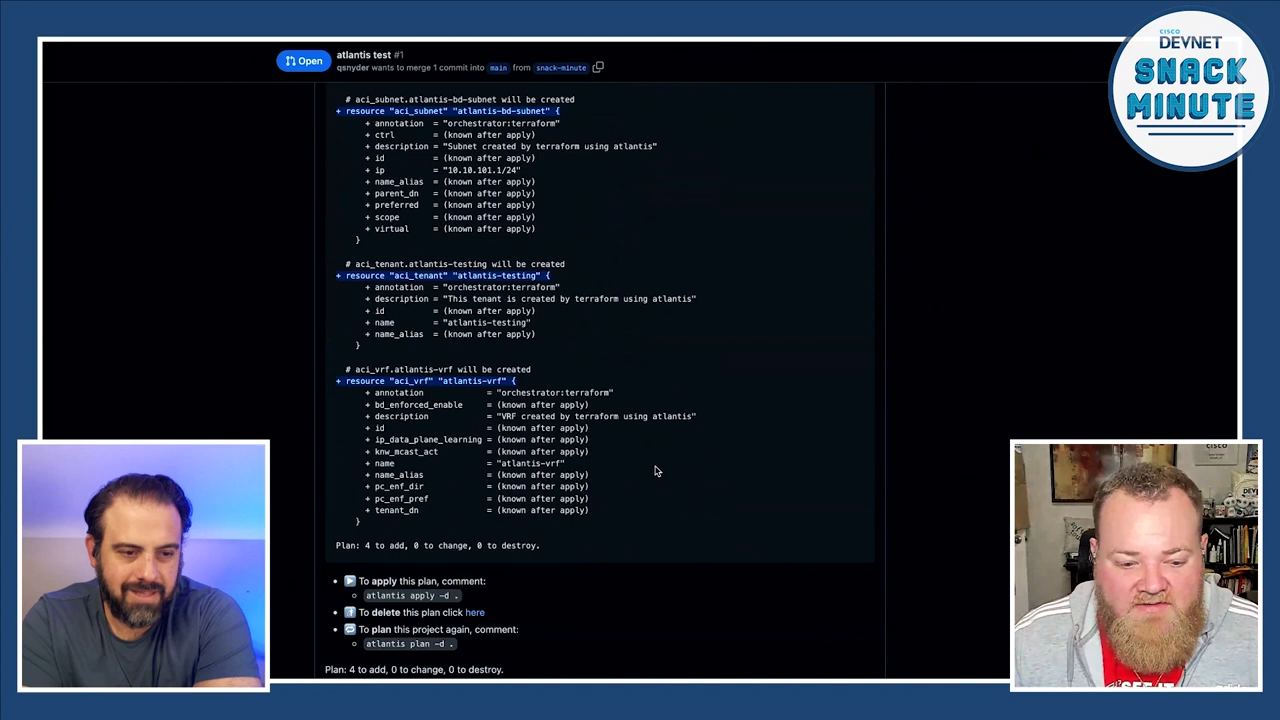 CISCO
DEVNET
SNACK
MINUTE
Open
atlantis test #1
qsnyder wants to merge 1 commit into main from snack-minute
# aci_subnet.atlantis-bd-subnet will be created
+ resource "aci_subnet" "atlantis-bd-subnet" {
+ annotation = "orchestrator:terraform"
+ ctrl = (known after apply)
+ description = "Subnet created by terraform using atlantis"
+ id = (known after apply)
+ ip = "10.10.101.1/24"
+ name_alias = (known after apply)
+ parent_dn = (known after apply)
+ preferred = (known after apply)
+ scope = (known after apply)
+ virtual = (known after apply)
}
# aci_tenant.atlantis-testing will be created
+ resource "aci_tenant" "atlantis-testing" {
+ annotation = "orchestrator:terraform"
+ description = "This tenant is created by terraform using atlantis"
+ id = (known after apply)
+ name = "atlantis-testing"
+ name_alias = (known after apply)
}
# aci_vrf.atlantis-vrf will be created
+ resource "aci_vrf" "atlantis-vrf" {
+ annotation = "orchestrator:terraform"
+ bd_enforced_enable = (known after apply)
+ description = "VRF created by terraform using atlantis"
+ id = (known after apply)
+ ip_data_plane_learning = (known after apply)
+ knw_mcast_act = (known after apply)
+ name = "atlantis-vrf"
+ name_alias = (known after apply)
+ pc_enf_dir = (known after apply)
+ pc_enf_pref = (known after apply)
+ tenant_dn = (known after apply)
}
Plan: 4 to add, 0 to change, 0 to destroy.
To apply this plan, comment:
atlantis apply -d .
To delete this plan click here
To plan this project again, comment:
atlantis plan -d .
Plan: 4 to add, 0 to change, 0 to destroy.